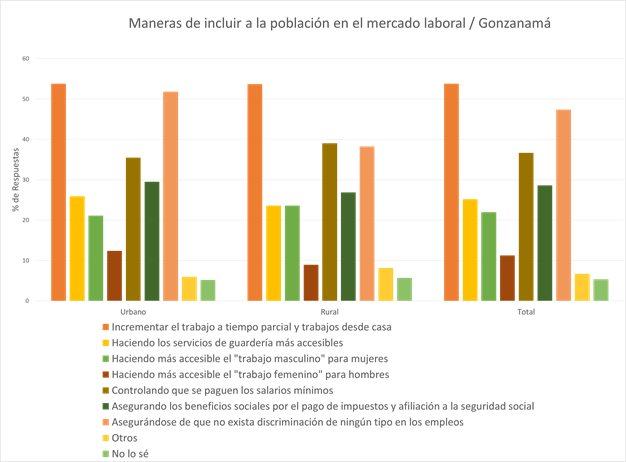 Maneras de incluir a la población en el mercado laboral / Gonzanamá
60
50
40
30
20
10
0
% de Respuestas
Urbano Rural Total
Incrementar el trabajo a tiempo parcial y trabajos desde casa
Haciendo los servicios de guardería más accesibles
Haciendo más accesible el "trabajo masculino" para mujeres
Haciendo más accesible el "trabajo femenino" para hombres
Controlando que se paguen los salarios mínimos
Asegurando los beneficios sociales por el pago de impuestos y afiliación a la seguridad social
Asegurándose de que no exista discriminación de ningún tipo en los empleos
Otros
No lo sé